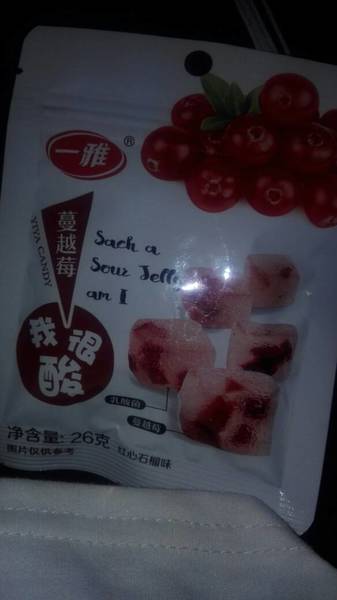 一雅®
蔓越莓
YIYA CANDY
Sach a
Sour Jelly
am I
我很
酸
乳酸菌
蔓越莓
净含量: 26克
图片仅供参考
红心石榴味